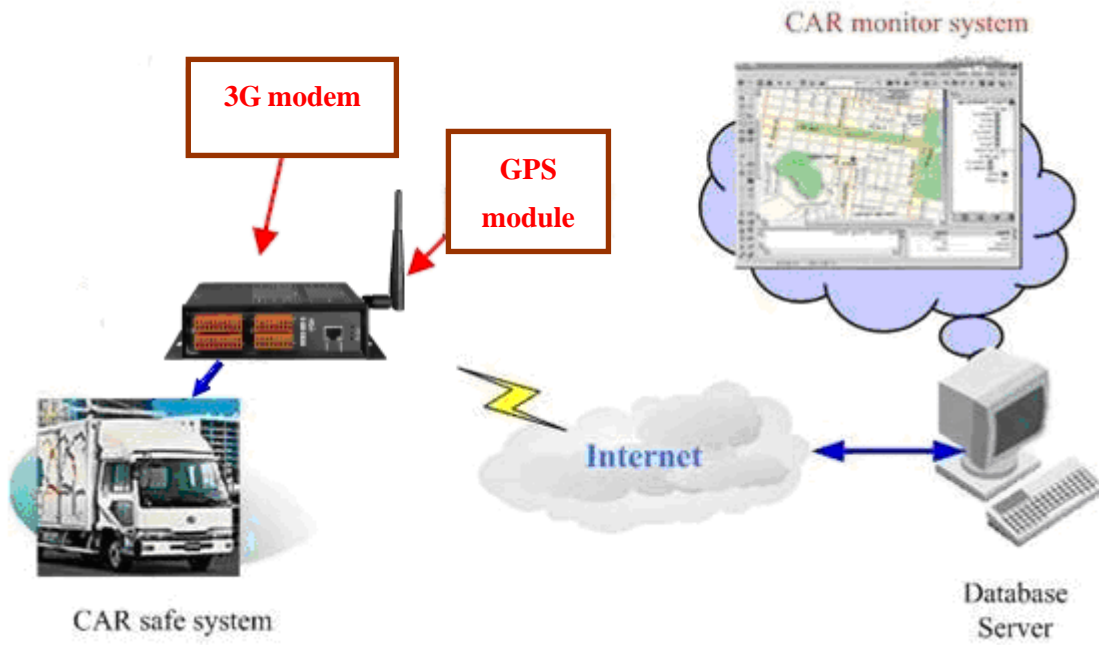 CAR monitor system
3G modem
GPS
module
Internet
CAR safe system
Database
Server